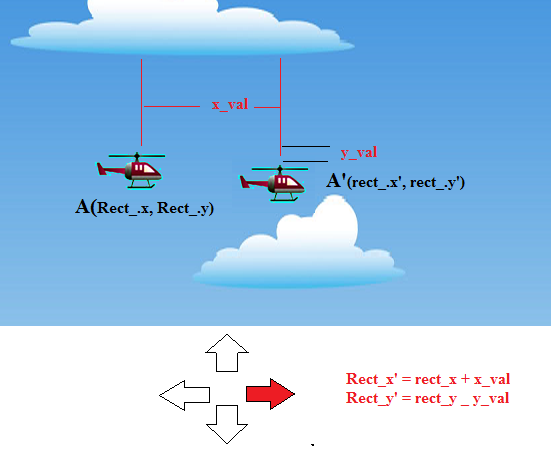 x_val
y_val
A'(rect_.x', rect_.y')
A(Rect_.x, Rect_.y)
Rect_x' = rect_x + x_val
Rect_y' = rect_y _ y_val